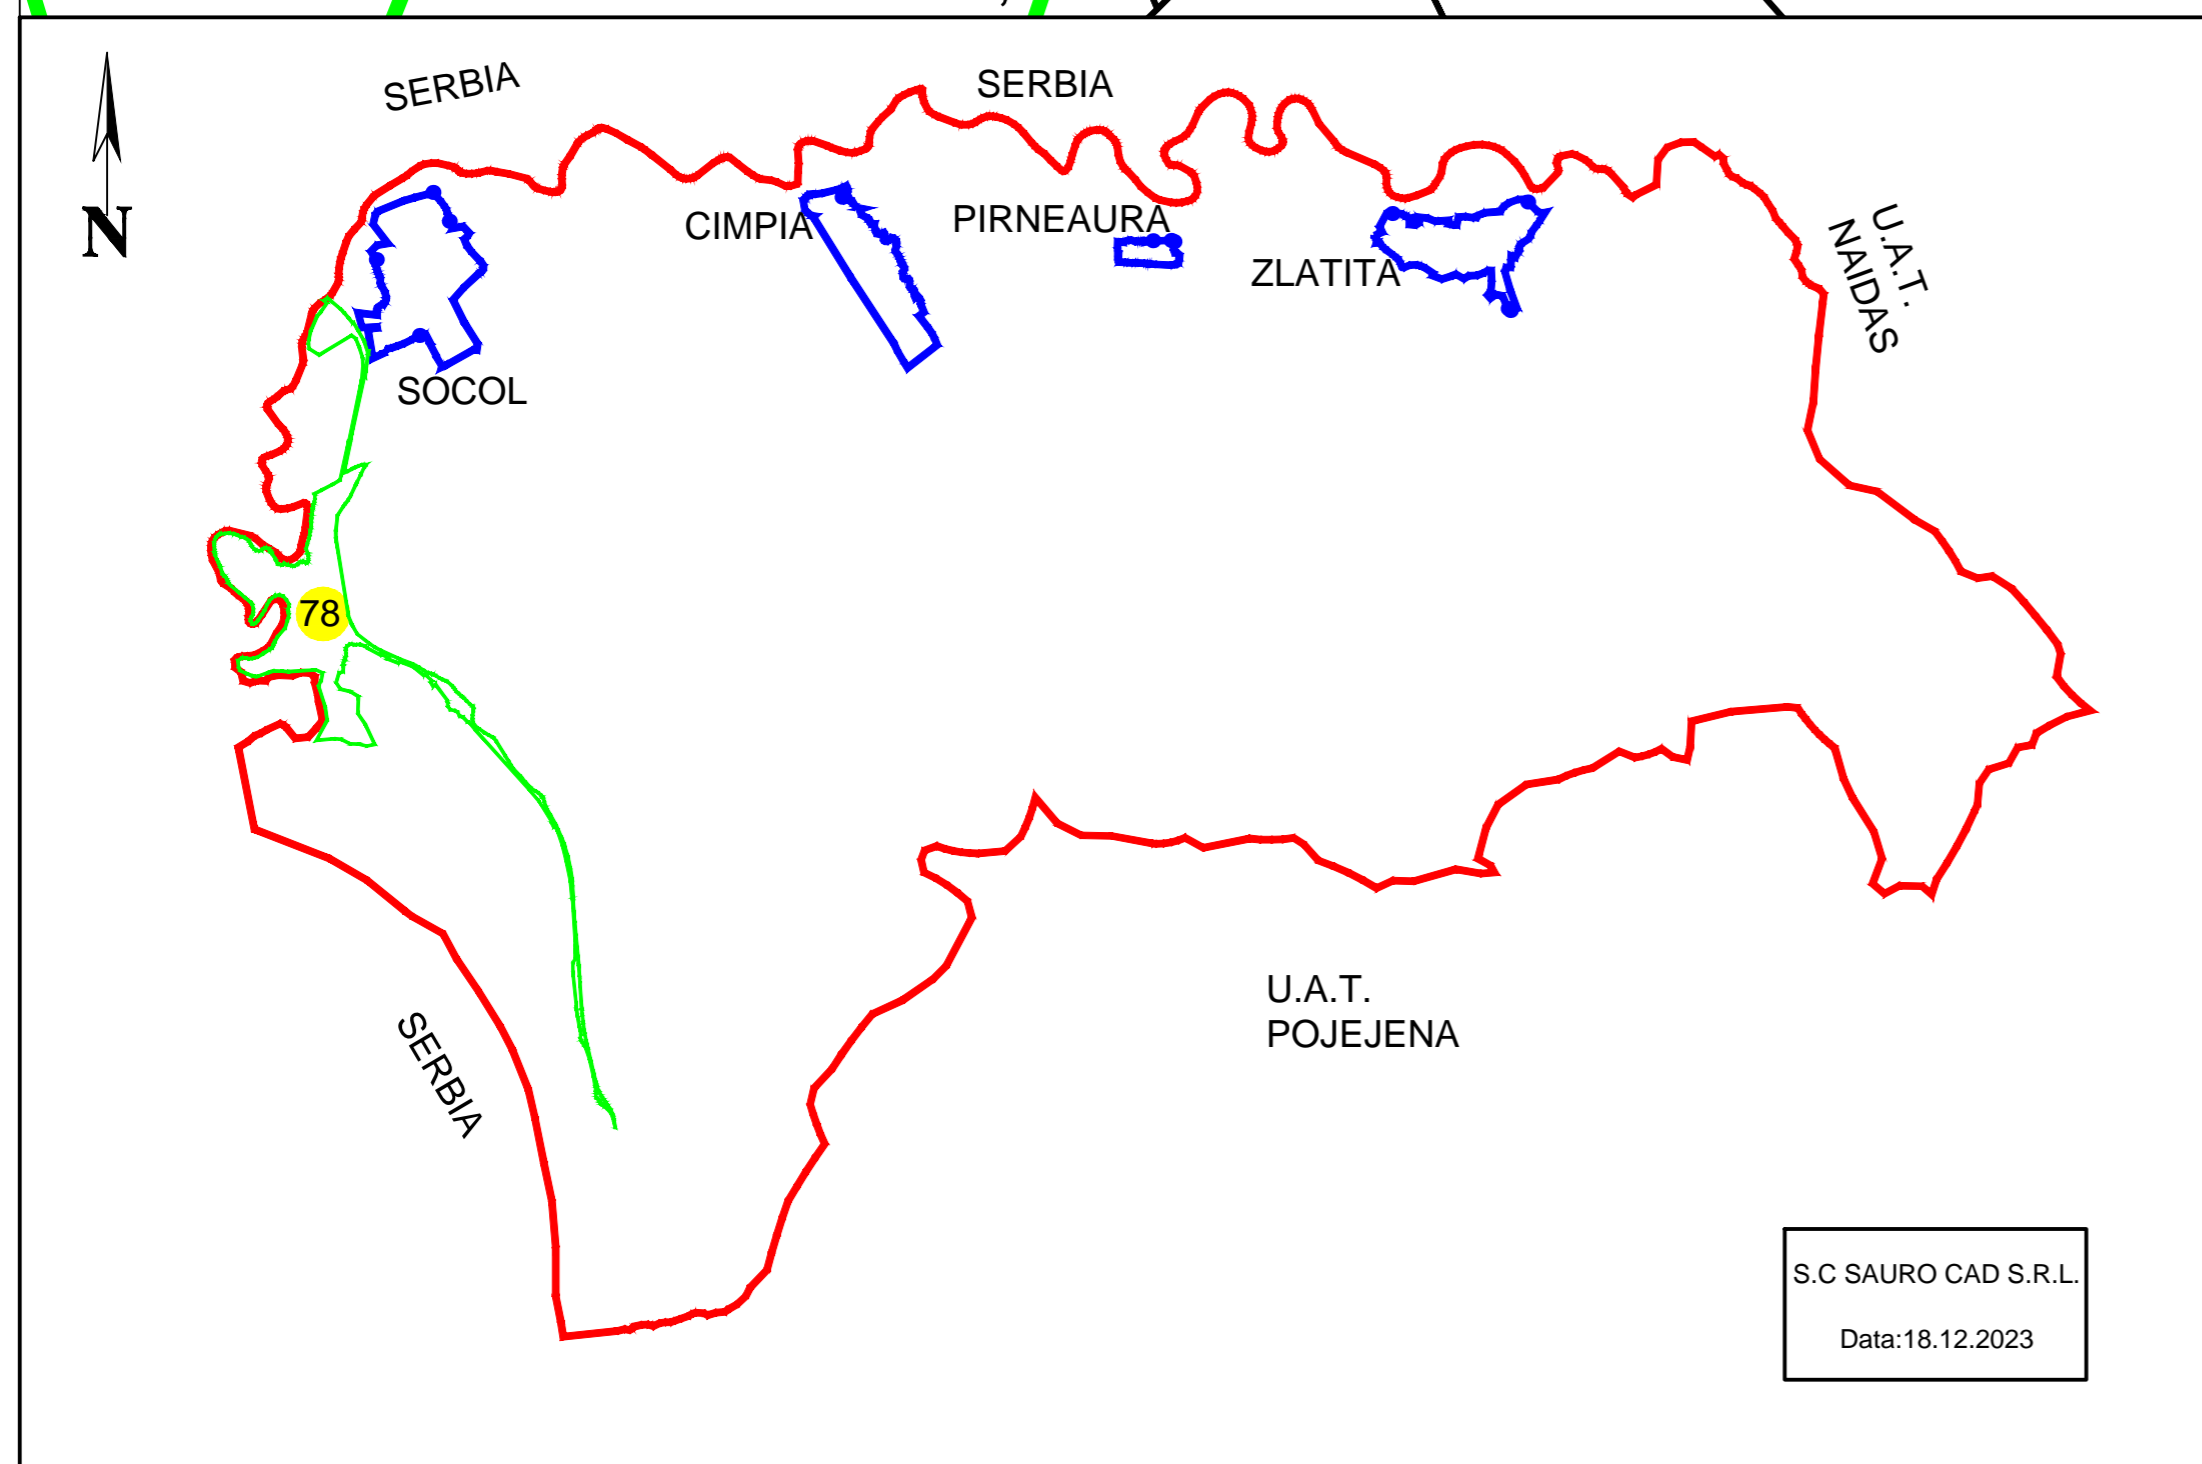 SERBIA
SERBIA
N
CIMPIA
PIRNEAURA
ZLATITA
U.A.T.
NAIDAS
SOCOL
78
SERBIA
U.A.T.
POJEJENA
S.C SAURO CAD S.R.L.
Data:18.12.2023